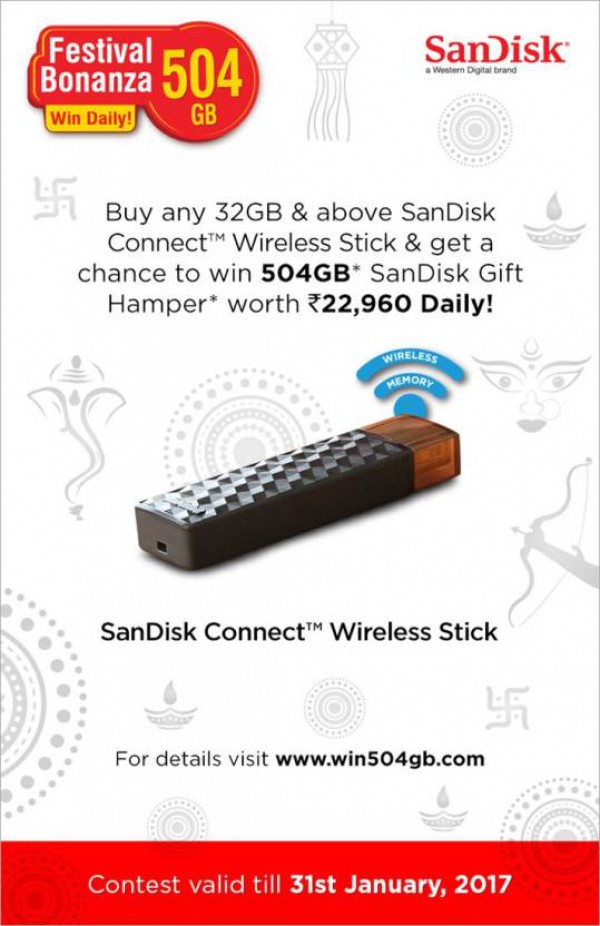 Festival
Bonanza
504
GB
Win Daily!
SanDisk®
a Western Digital brand
Buy any 32GB & above SanDisk
Connect™ Wireless Stick & get a
chance to win 504GB* SanDisk Gift
Hamper* worth ₹22,960 Daily!
WIRELESS
MEMORY
SanDisk Connect™ Wireless Stick
For details visit www.win504gb.com
Contest valid till 31st January, 2017